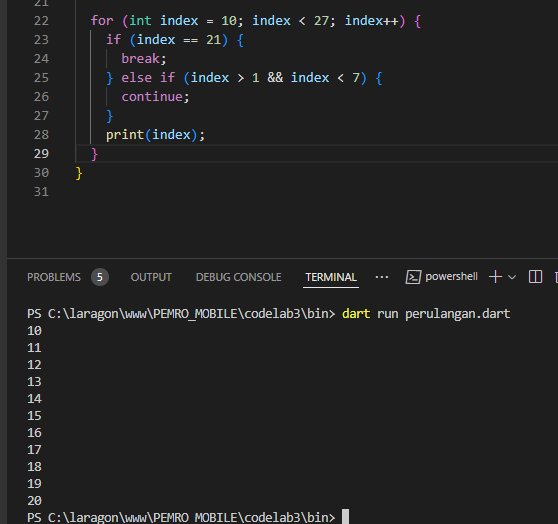 21
22 for (int index = 10; index < 27; index++) {
23 if (index == 21) {
24 break;
25 } else if (index > 1 && index < 7) {
26 continue;
27 }
28 print(index);
29 }
30 }
31
PROBLEMS 5 OUTPUT DEBUG CONSOLE TERMINAL ··· powershell
PS C:\laragon\www\PEMRO_MOBILE\codelab3\bin> dart run perulangan.dart
10
11
12
13
14
15
16
17
18
19
20
PS C:\laragon\www\PEMRO_MOBILE\codelab3\bin>